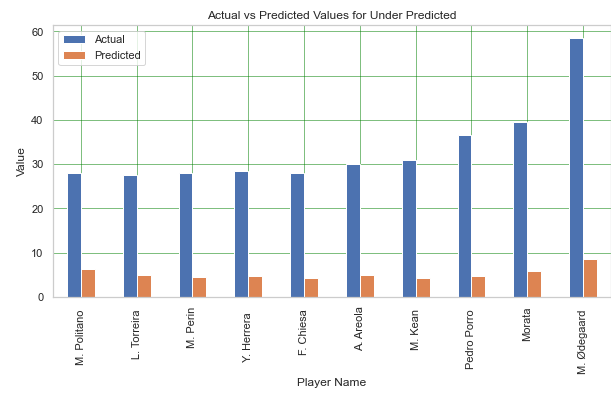 Actual vs Predicted Values for Under Predicted
Actual
Predicted
Value
60
50
40
30
20
10
0
M. Politano
L. Torreira
M. Perin
Y. Herrera
F. Chiesa
A. Areola
M. Kean
Pedro Porro
Morata
M. Ødegaard
Player Name